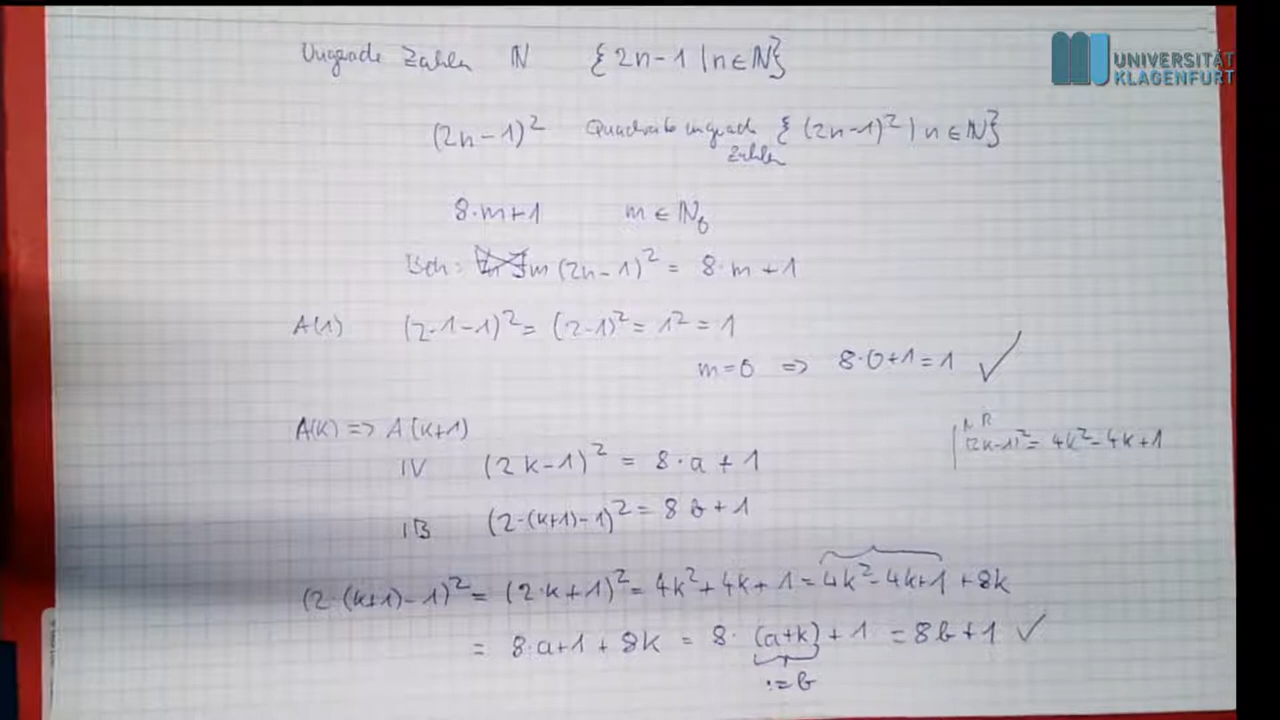 Ungerade Zahlen ℕ {2n-1 | n ∈ ℕ}
UNIVERSITÄT
KLAGENFURT
(2n-1)² Quadrate ungerade {(2n-1)² | n ∈ ℕ}
Zahlen
8·m+1 m ∈ ℕ₀
Beh: m (2n-1)² = 8·m+1
A(1) (2·1-1)² = (2-1)² = 1² = 1
m=0 ⇒ 8·0+1=1 ✓
A(k) ⇒ A(k+1)
NR
(2k-1)² = 4k²-4k+1
IV (2k-1)² = 8·a+1
IB (2·(k+1)-1)² = 8b+1
(2·(k+1)-1)² = (2·k+1)² = 4k²+4k+1 = 4k²-4k+1 +8k
= 8·a+1+8k = 8·(a+k)+1 = 8b+1 ✓
:=b